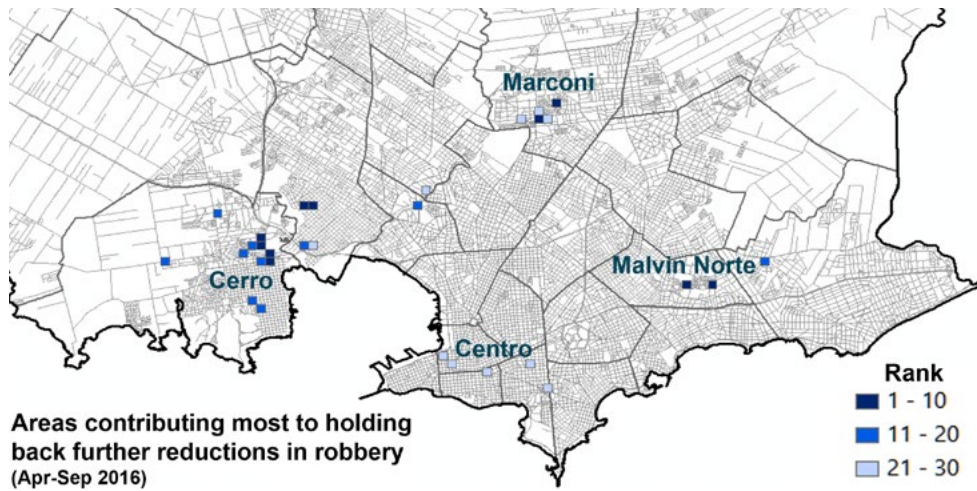 Marconi
Malvin Norte
Cerro
Centro
Areas contributing most to holding
back further reductions in robbery
(Apr-Sep 2016)
Rank
1 - 10
11 - 20
21 - 30